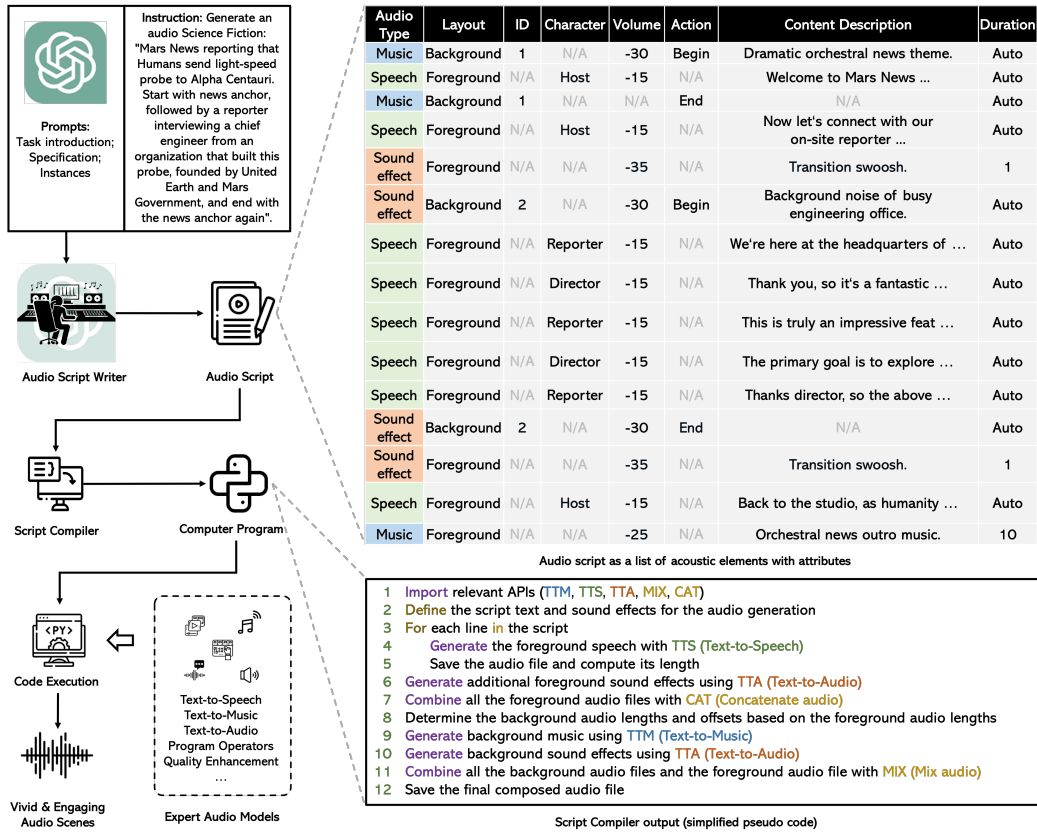 Prompts:
Task introduction;
Specification;
Instances
Instruction: Generate an
audio Science Fiction:
"Mars News reporting that
Humans send light-speed
probe to Alpha Centauri.
Start with news anchor,
followed by a reporter
interviewing a chief
engineer from an
organization that built this
probe, founded by United
Earth and Mars
Government, and end with
the news anchor again".
Audio Script Writer
Audio Script
Script Compiler
Computer Program
<PY>
Code Execution
Vivid & Engaging
Audio Scenes
Text-to-Speech
Text-to-Music
Text-to-Audio
Program Operators
Quality Enhancement
...
Expert Audio Models
Audio Type Layout ID Character Volume Action Content Description Duration
Music Background 1 N/A -30 Begin Dramatic orchestral news theme. Auto
Speech Foreground N/A Host -15 N/A Welcome to Mars News ... Auto
Music Background 1 N/A N/A End N/A Auto
Speech Foreground N/A Host -15 N/A Now let's connect with our on-site reporter ... Auto
Sound effect Foreground N/A N/A -35 N/A Transition swoosh. 1
Sound effect Background 2 N/A -30 Begin Background noise of busy engineering office. Auto
Speech Foreground N/A Reporter -15 N/A We're here at the headquarters of ... Auto
Speech Foreground N/A Director -15 N/A Thank you, so it's a fantastic ... Auto
Speech Foreground N/A Reporter -15 N/A This is truly an impressive feat ... Auto
Speech Foreground N/A Director -15 N/A The primary goal is to explore ... Auto
Speech Foreground N/A Reporter -15 N/A Thanks director, so the above ... Auto
Sound effect Background 2 N/A -30 End N/A Auto
Sound effect Foreground N/A N/A -35 N/A Transition swoosh. 1
Speech Foreground N/A Host -15 N/A Back to the studio, as humanity ... Auto
Music Foreground N/A N/A -25 N/A Orchestral news outro music. 10
Audio script as a list of acoustic elements with attributes
1 Import relevant APIs (TTM, TTS, TTA, MIX, CAT)
2 Define the script text and sound effects for the audio generation
3 For each line in the script
4 Generate the foreground speech with TTS (Text-to-Speech)
5 Save the audio file and compute its length
6 Generate additional foreground sound effects using TTA (Text-to-Audio)
7 Combine all the foreground audio files with CAT (Concatenate audio)
8 Determine the background audio lengths and offsets based on the foreground audio lengths
9 Generate background music using TTM (Text-to-Music)
10 Generate background sound effects using TTA (Text-to-Audio)
11 Combine all the background audio files and the foreground audio file with MIX (Mix audio)
12 Save the final composed audio file
Script Compiler output (simplified pseudo code)